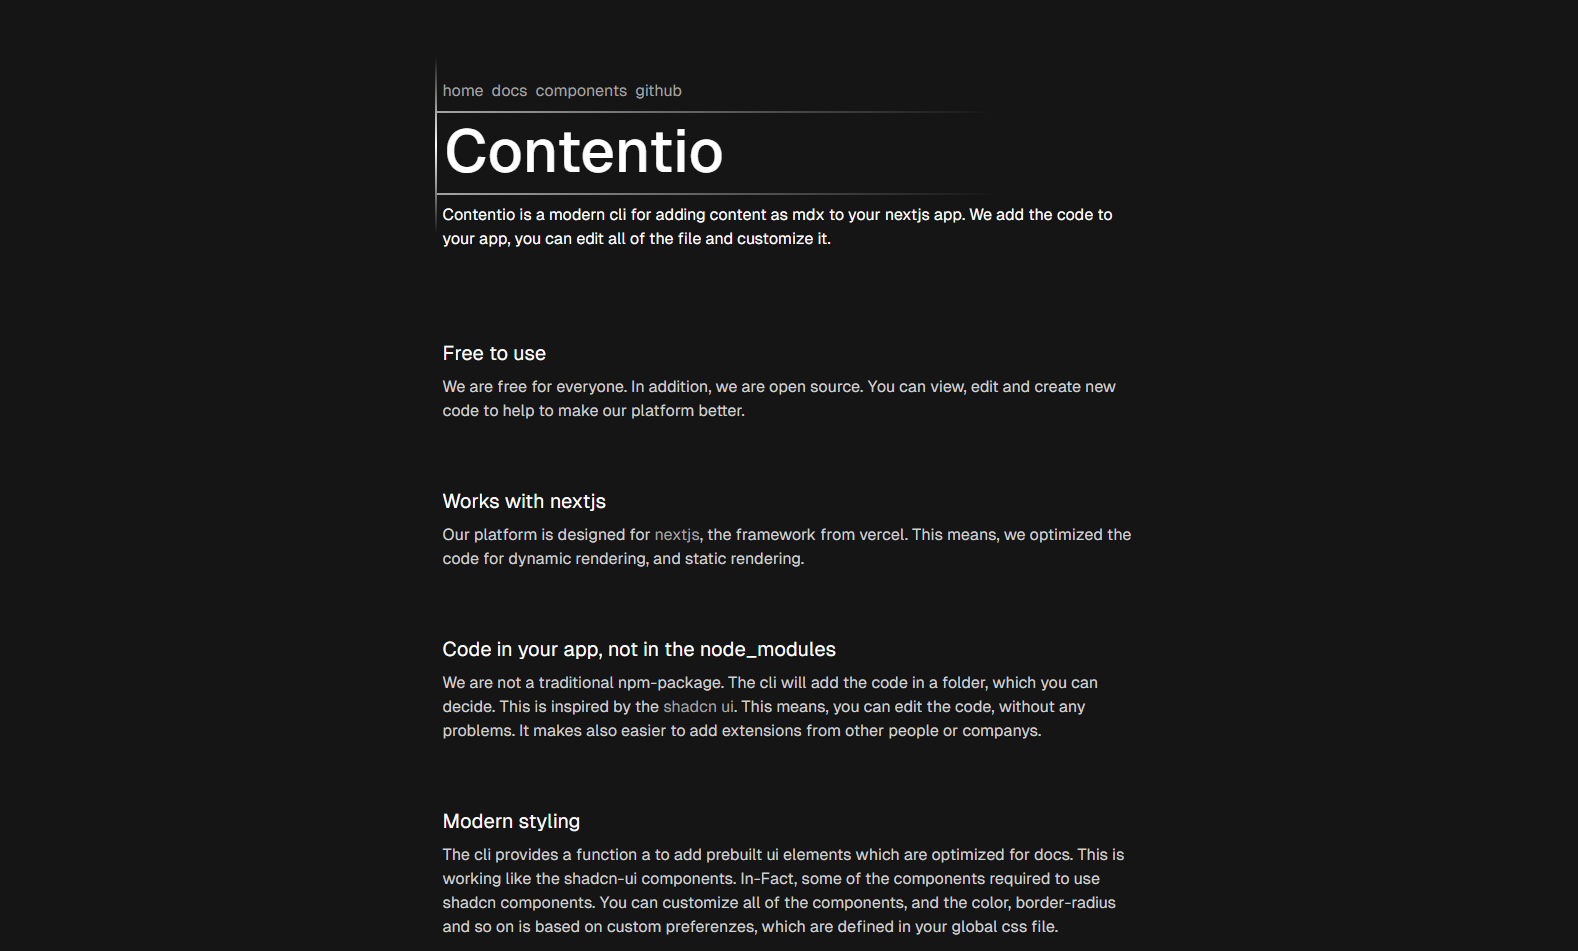 home docs components github
Contentio
Contentio is a modern cli for adding content as mdx to your nextjs app. We add the code to
your app, you can edit all of the file and customize it.
Free to use
We are free for everyone. In addition, we are open source. You can view, edit and create new
code to help to make our platform better.
Works with nextjs
Our platform is designed for nextjs, the framework from vercel. This means, we optimized the
code for dynamic rendering, and static rendering.
Code in your app, not in the node_modules
We are not a traditional npm-package. The cli will add the code in a folder, which you can
decide. This is inspired by the shadcn ui. This means, you can edit the code, without any
problems. It makes also easier to add extensions from other people or companys.
Modern styling
The cli provides a function a to add prebuilt ui elements which are optimized for docs. This is
working like the shadcn-ui components. In-Fact, some of the components required to use
shadcn components. You can customize all of the components, and the color, border-radius
and so on is based on custom preferenzes, which are defined in your global css file.